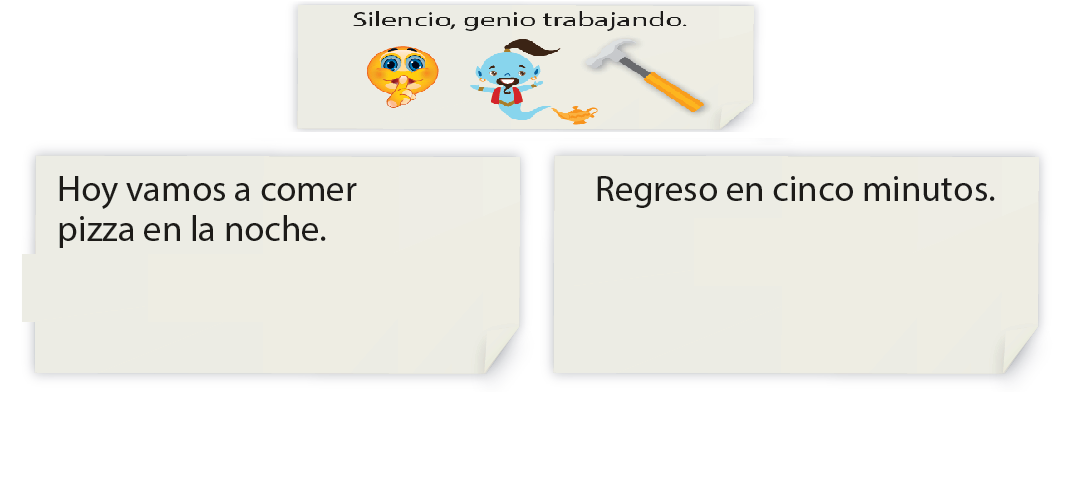 Silencio, genio trabajando.
Hoy vamos a comer
pizza en la noche.
Regreso en cinco minutos.